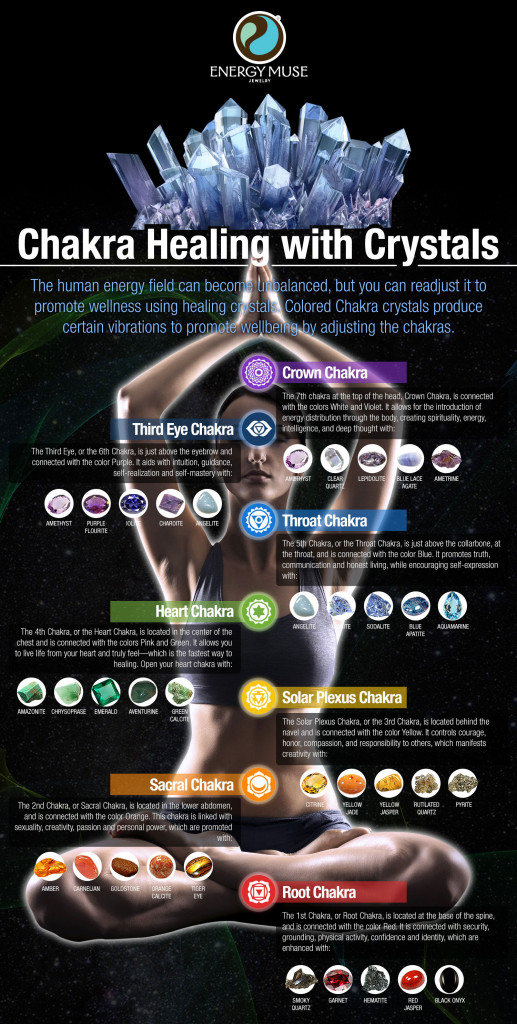 ENERGY MUSE
JEWELRY
Chakra Healing with Crystals
The human energy field can become unbalanced, but you can readjust it to
promote wellness using healing crystals. Colored Chakra crystals produce
certain vibrations to promote wellbeing by adjusting the chakras.
Crown Chakra
The 7th chakra at the top of the head, Crown Chakra, is connected
with the colors White and Violet. It allows for the introduction of
energy distribution through the body, creating spirituality, energy,
intelligence, and deep thought with:
AMETHYST
CLEAR
QUARTZ
LEPIDOLITE
BLUE LACE
AGATE
AMETRINE
Third Eye Chakra
The Third Eye, or the 6th Chakra, is just above the eyebrow and
connected with the color Purple. It aids with intuition, guidance,
self-realization and self-mastery with:
AMETHYST
PURPLE
FLOURITE
IOLITE
CHAROITE
ANGELITE
Throat Chakra
The 5th Chakra, or the Throat Chakra, is just above the collarbone, at
the throat, and is connected with the color Blue. It promotes truth,
communication and honest living, while encouraging self-expression
with:
ANGELITE
SODALITE
BLUE
APATITE
AQUAMARINE
Heart Chakra
The 4th Chakra, or the Heart Chakra, is located in the center of the
chest and is connected with the colors Pink and Green. It allows you
to live life from your heart and truly feel—which is the fastest way to
healing. Open your heart chakra with:
AMAZONITE
CHRYSOPRASE
EMERALD
AVENTURINE
GREEN
CALCITE
Solar Plexus Chakra
The Solar Plexus Chakra, or the 3rd Chakra, is located behind the
navel and is connected with the color Yellow. It controls courage,
honor, compassion, and responsibility to others, which manifests
creativity with:
CITRINE
YELLOW
JADE
YELLOW
JASPER
RUTILATED
QUARTZ
PYRITE
Sacral Chakra
The 2nd Chakra, or Sacral Chakra, is located in the lower abdomen,
and is connected with the color Orange. This chakra is linked with
sexuality, creativity, passion and personal power, which are promoted
with:
AMBER
CARNELIAN
GOLDSTONE
ORANGE
CALCITE
TIGER
EYE
Root Chakra
The 1st Chakra, or Root Chakra, is located at the base of the spine,
and is connected with the color Red. It is connected with security,
grounding, physical activity, confidence and identity, which are
enhanced with:
SMOKY
QUARTZ
GARNET
HEMATITE
RED
JASPER
BLACK ONYX